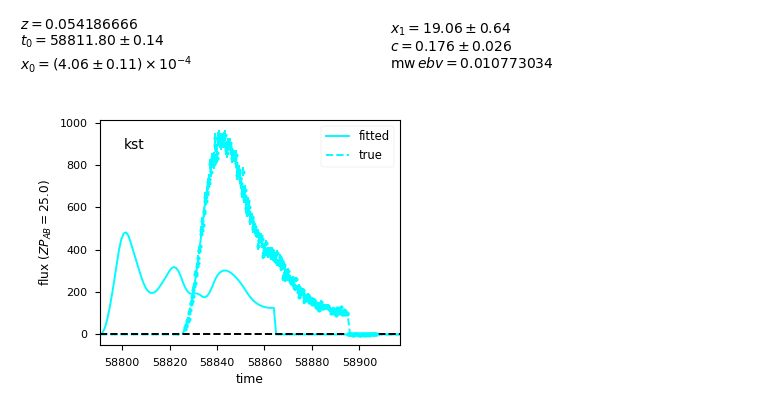 z = 0.054186666
t₀ = 58811.80 ± 0.14
x₀ = (4.06 ± 0.11) × 10⁻⁴
x₁ = 19.06 ± 0.64
c = 0.176 ± 0.026
mw ebv = 0.010773034
kst
fitted
true
1000
800
600
400
200
0
flux (ZP_AB = 25.0)
58800 58820 58840 58860 58880 58900
time